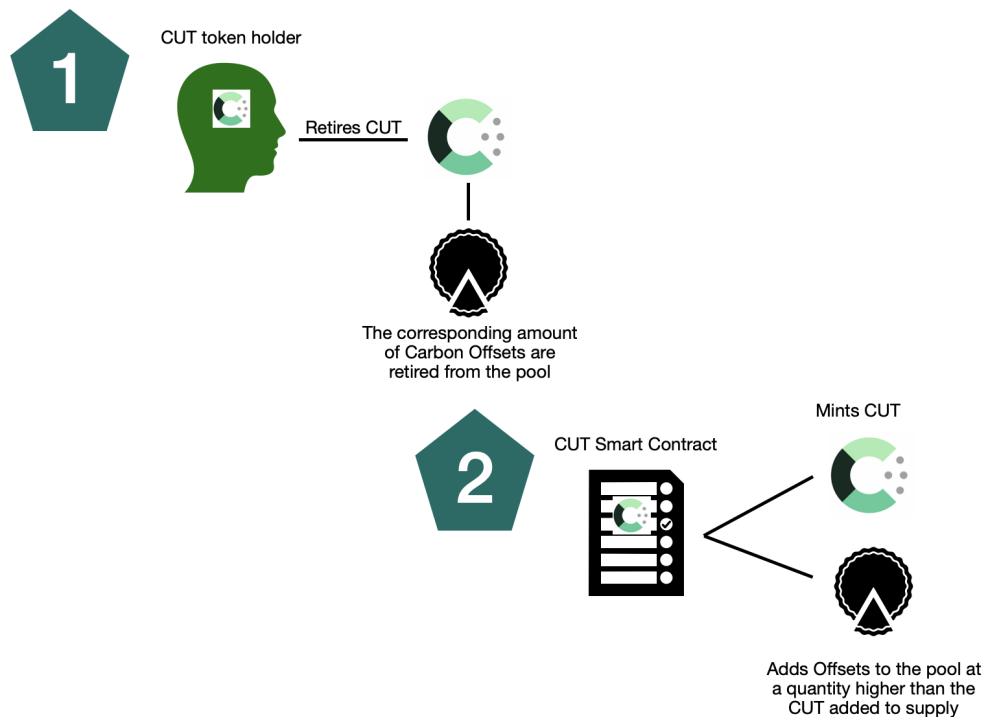 1
CUT token holder
Retires CUT
The corresponding amount
of Carbon Offsets are
retired from the pool
2
CUT Smart Contract
Mints CUT
Adds Offsets to the pool at
a quantity higher than the
CUT added to supply